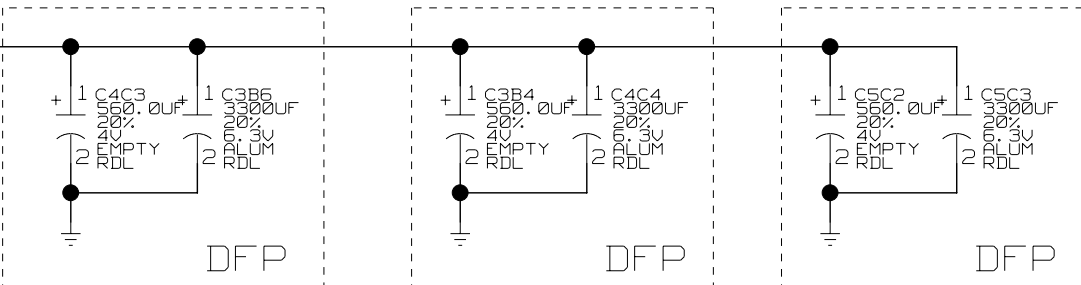 + 1 C4C3
560.0UF
20%
4V
EMPTY
2 RDL
+ 1 C3B6
3300UF
20%
6.3V
ALUM
2 RDL
DFP
+ 1 C3B4
560.0UF
20%
4V
EMPTY
2 RDL
+ 1 C4C4
3300UF
20%
6.3V
ALUM
2 RDL
DFP
+ 1 C5C2
560.0UF
20%
4V
EMPTY
2 RDL
+ 1 C5C3
3300UF
20%
6.3V
ALUM
2 RDL
DFP